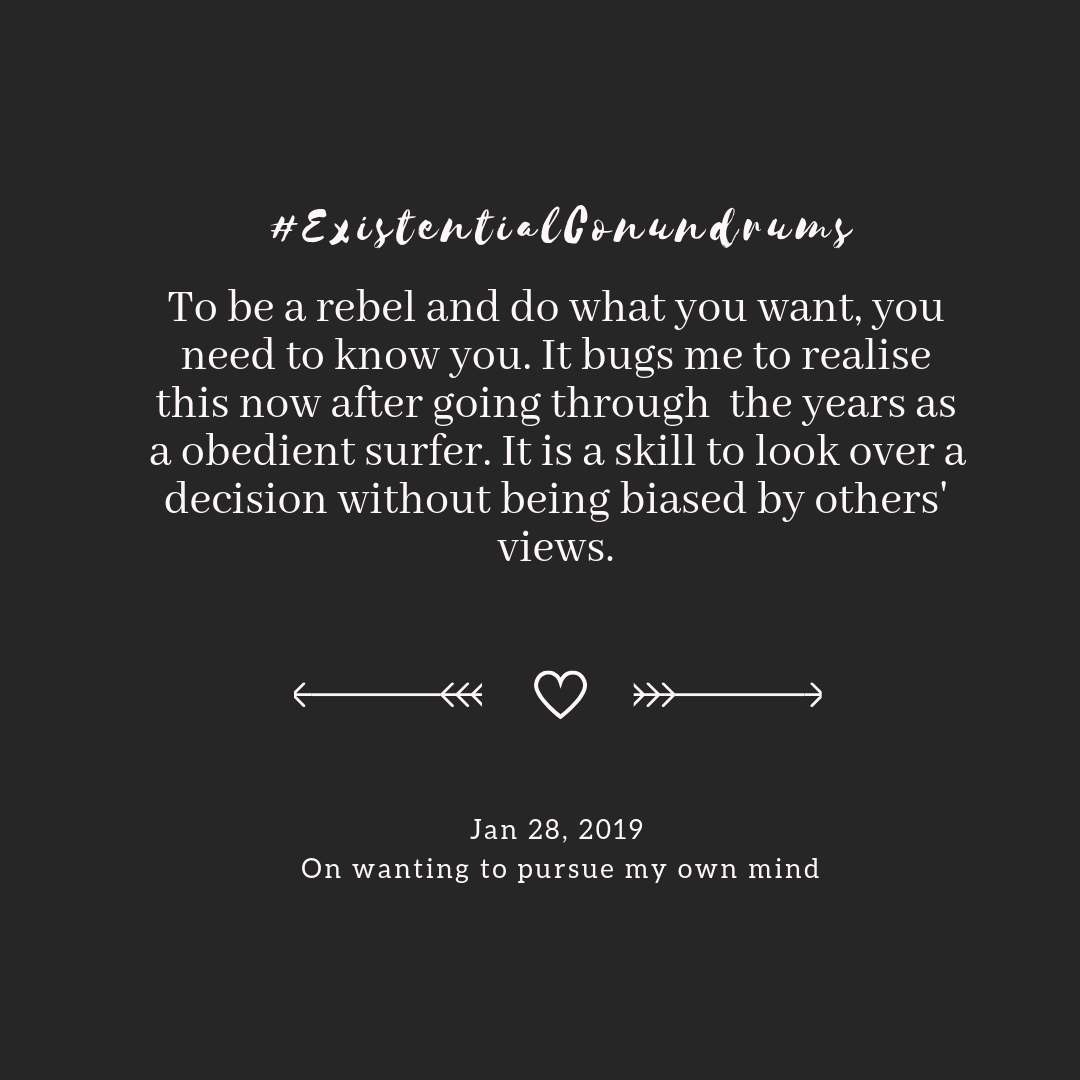 #ExistentialConundrums
To be a rebel and do what you want, you
need to know you. It bugs me to realise
this now after going through  the years as
a obedient surfer. It is a skill to look over a
decision without being biased by others'
views.
Jan 28, 2019
On wanting to pursue my own mind